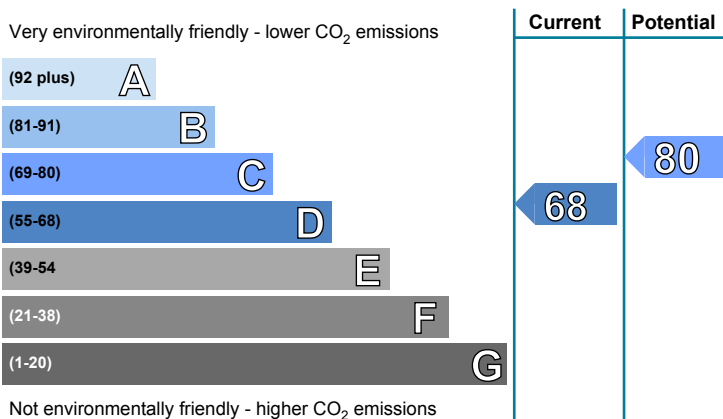 Current Potential
Very environmentally friendly - lower CO2 emissions
(92 plus) A
(81-91) B
(69-80) C
80
(55-68) D
68
(39-54 E
(21-38) F
(1-20) G
Not environmentally friendly - higher CO2 emissions